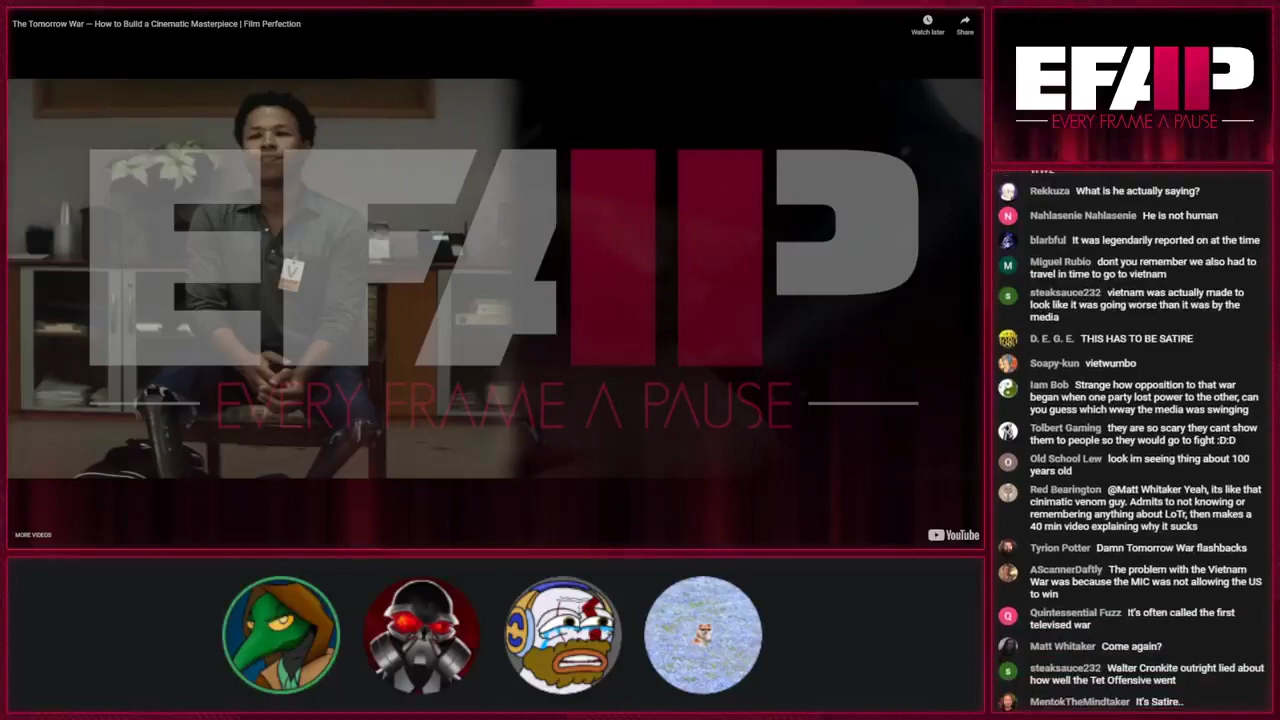 The Tomorrow War — How to Build a Cinematic Masterpiece | Film Perfection
Watch later
Share
EFAP
EVERY FRAME A PAUSE
V
MORE VIDEOS
YouTube
EFAP
EVERY FRAME A PAUSE
Rekkuza What is he actually saying?
Nahlasenie Nahlasenie He is not human
blarbful It was legendarily reported on at the time
Miguel Rubio dont you remember we also had to
travel in time to go to vietnam
steaksauce232 vietnam was actually made to
look like it was going worse than it was by the
media
D. E. G. E. THIS HAS TO BE SATIRE
Soapy-kun vietwumbo
Iam Bob Strange how opposition to that war
began when one party lost power to the other, can
you guess which wway the media was swinging
Tolbert Gaming they are so scary they cant show
them to people so they would go to fight :D:D
Old School Lew look im seeing thing about 100
years old
Red Bearington @Matt Whitaker Yeah, its like that
cinimatic venom guy. Admits to not knowing or
remembering anything about LoTr, then makes a
40 min video explaining why it sucks
Tyrion Potter Damn Tomorrow War flashbacks
AScannerDaftly The problem with the Vietnam
War was because the MIC was not allowing the US
to win
Quintessential Fuzz It's often called the first
televised war
Matt Whitaker Come again?
steaksauce232 Walter Cronkite outright lied about
how well the Tet Offensive went
MentokTheMindtaker It's Satire..